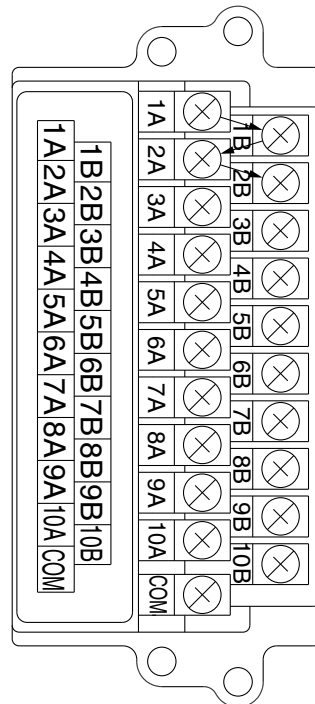 1A 2A 3A 4A 5A 6A 7A 8A 9A 10A COM
1B 2B 3B 4B 5B 6B 7B 8B 9B 10B
1A
2A
3A
4A
5A
6A
7A
8A
9A
10A
COM
1B
2B
3B
4B
5B
6B
7B
8B
9B
10B